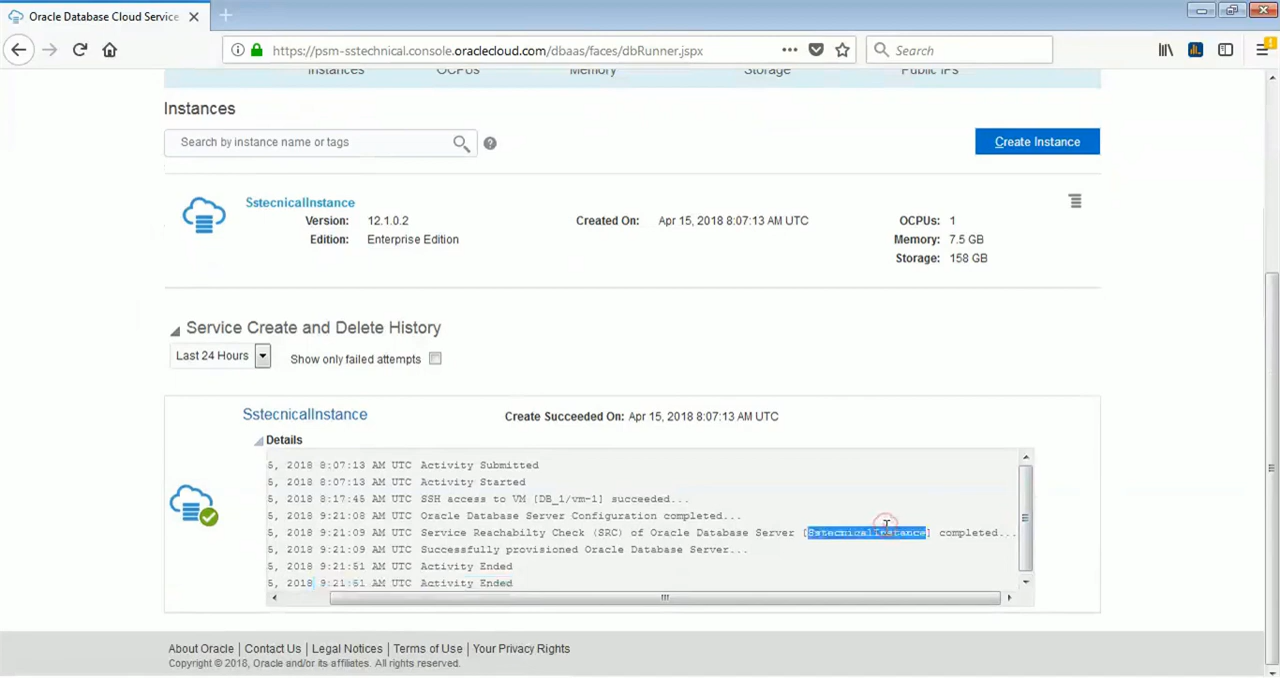 Oracle Database Cloud Service
https://psm-sstechnical.console.oraclecloud.com/dbaas/faces/dbRunner.jspx
Search
Instances OCPUs Memory Storage Public IPs
Instances
Search by instance name or tags
Create Instance
SstecnicalInstance
Version: 12.1.0.2 Created On: Apr 15, 2018 8:07:13 AM UTC OCPUs: 1
Edition: Enterprise Edition Memory: 7.5 GB
Storage: 158 GB
Service Create and Delete History
Last 24 Hours Show only failed attempts
SstecnicalInstance Create Succeeded On: Apr 15, 2018 8:07:13 AM UTC
Details
5, 2018 8:07:13 AM UTC Activity Submitted
5, 2018 8:07:13 AM UTC Activity Started
5, 2018 8:17:45 AM UTC SSH access to VM [DB_1/vm-1] succeeded...
5, 2018 9:21:08 AM UTC Oracle Database Server Configuration completed...
5, 2018 9:21:09 AM UTC Service Reachabilty Check (SRC) of Oracle Database Server [SstecnicalInstance] completed...
5, 2018 9:21:09 AM UTC Successfully provisioned Oracle Database Server...
5, 2018 9:21:51 AM UTC Activity Ended
5, 2018 9:21:51 AM UTC Activity Ended
About Oracle | Contact Us | Legal Notices | Terms of Use | Your Privacy Rights
Copyright © 2018, Oracle and/or its affiliates. All rights reserved.